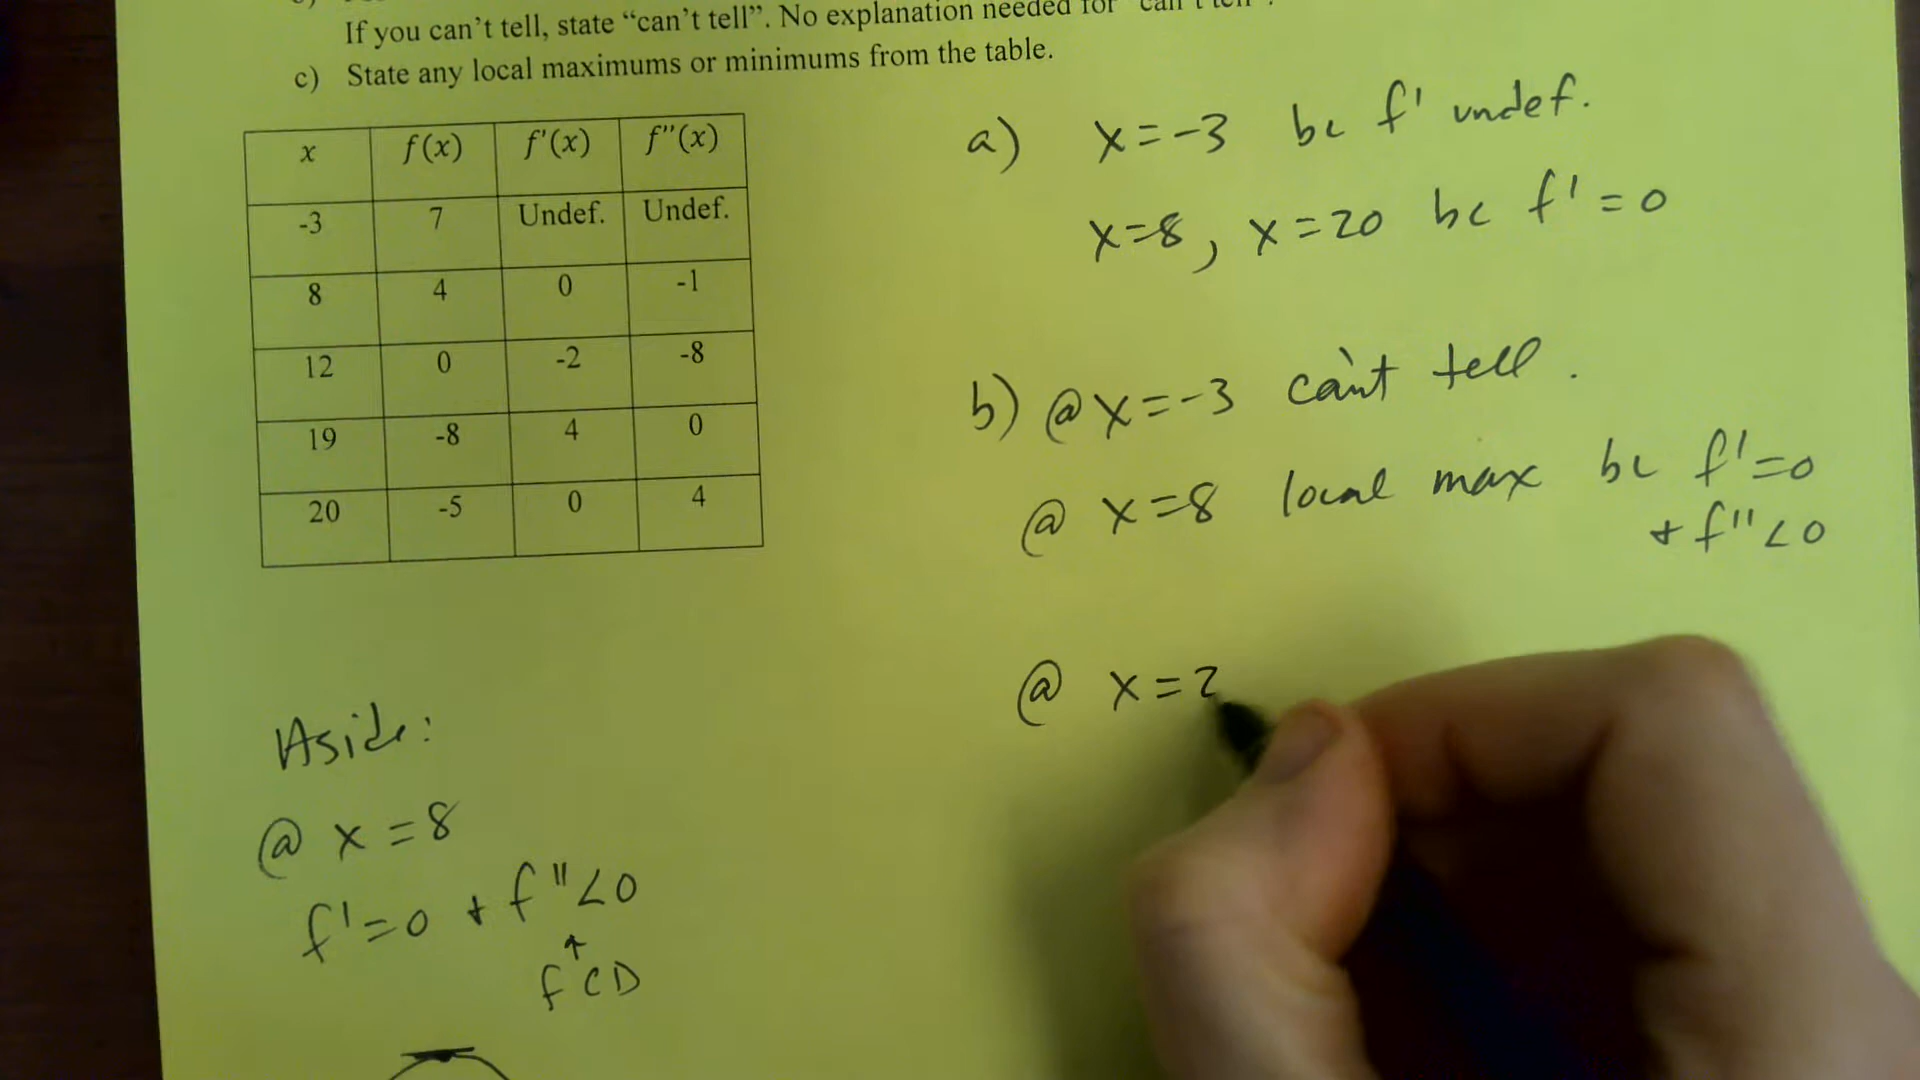 If you can't tell, state “can't tell”. No explanation needed for “can't tell”.
c) State any local maximums or minimums from the table.
x f(x) f'(x) f"(x)
-3 7 Undef. Undef.
8 4 0 -1
12 0 -2 -8
19 -8 4 0
20 -5 0 4
a) x=-3 bc f' undef.
x=8, x=20 bc f'=0
b) @ x=-3 can't tell.
@ x=8 local max bc f'=0
+ f"<0
@ x=2
Aside:
@ x=8
f'=0 + f"<0
↑
f CD